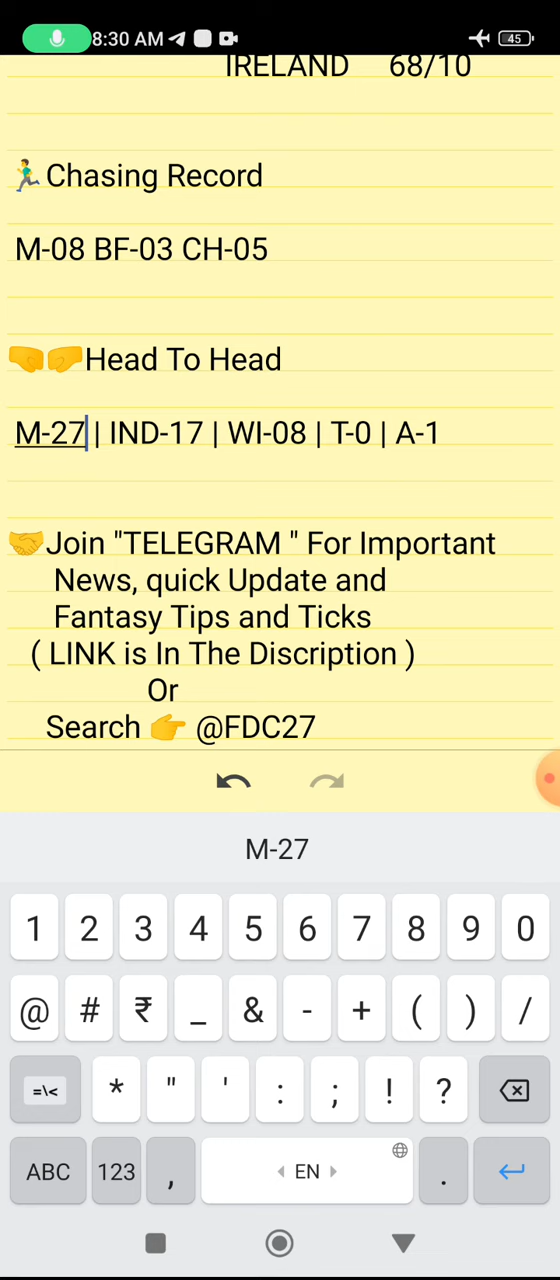 8:30 AM
45
IRELAND 68/10
🏃‍♂️Chasing Record
M-08 BF-03 CH-05
🤜🤛Head To Head
M-27 | IND-17 | WI-08 | T-0 | A-1
🤝Join "TELEGRAM " For Important
News, quick Update and
Fantasy Tips and Ticks
( LINK is In The Discription )
Or
Search 👉 @FDC27
M-27
1 2 3 4 5 6 7 8 9 0
@ # ₹ _ & - + ( ) /
=\< * " ' : ; ! ?
ABC 123 , EN .